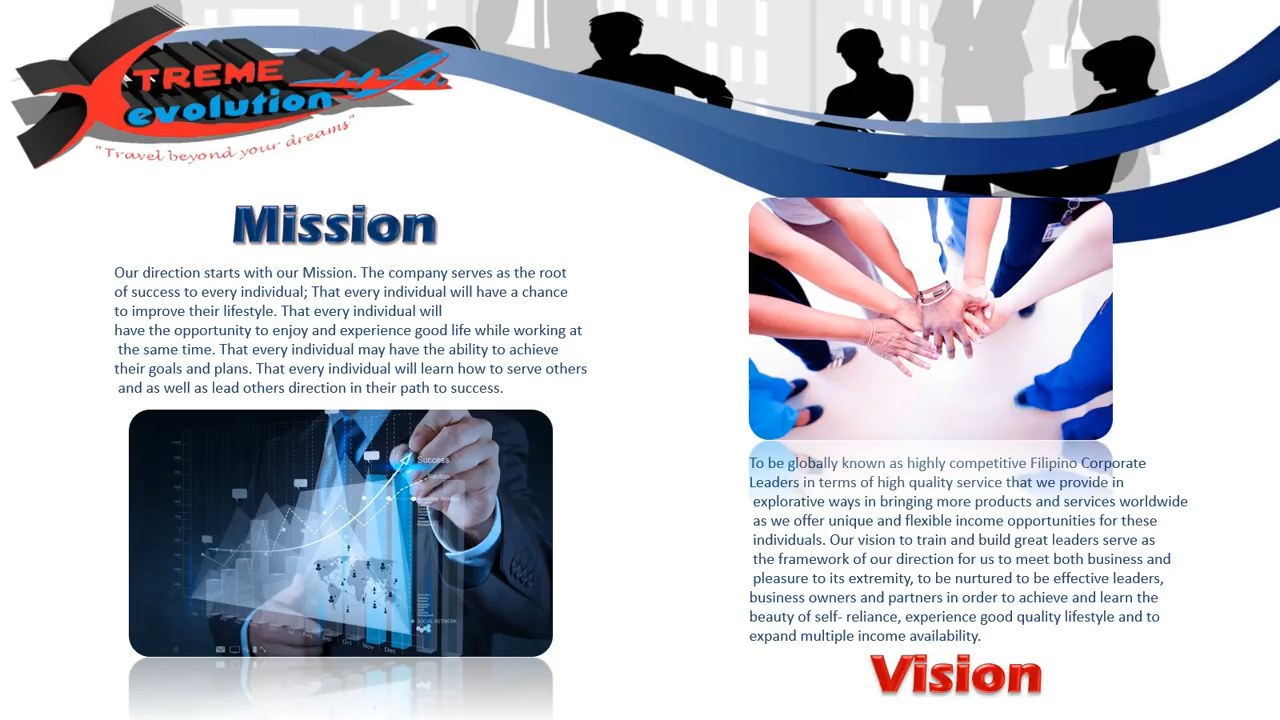 XTREME
evolution
"Travel beyond your dreams"
Mission
Our direction starts with our Mission. The company serves as the root
of success to every individual; That every individual will have a chance
to improve their lifestyle. That every individual will
have the opportunity to enjoy and experience good life while working at
the same time. That every individual may have the ability to achieve
their goals and plans. That every individual will learn how to serve others
and as well as lead others direction in their path to success.
Success
Solution
SOCIAL NETWORK
Oct
Nov
Dec
To be globally known as highly competitive Filipino Corporate
Leaders in terms of high quality service that we provide in
explorative ways in bringing more products and services worldwide
as we offer unique and flexible income opportunities for these
individuals. Our vision to train and build great leaders serve as
the framework of our direction for us to meet both business and
pleasure to its extremity, to be nurtured to be effective leaders,
business owners and partners in order to achieve and learn the
beauty of self- reliance, experience good quality lifestyle and to
expand multiple income availability.
Vision